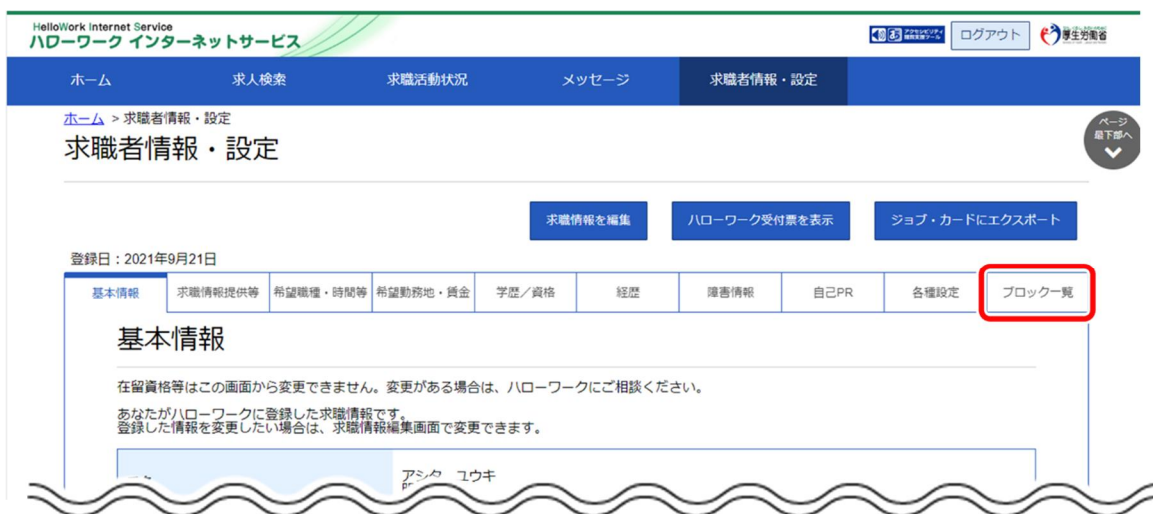 HelloWork Internet Service
ハローワーク インターネットサービス
ログアウト
厚生労働省
ホーム
求人検索
求職活動状況
メッセージ
求職者情報・設定
ホーム > 求職者情報・設定
ページ
最下部へ
求職者情報・設定
求職情報を編集
ハローワーク受付票を表示
ジョブ・カードにエクスポート
登録日：2021年9月21日
基本情報
求職情報提供等
希望職種・時間等
希望勤務地・賃金
学歴／資格
経歴
障害情報
自己PR
各種設定
ブロック一覧
基本情報
在留資格等はこの画面から変更できません。変更がある場合は、ハローワークにご相談ください。
あなたがハローワークに登録した求職情報です。
登録した情報を変更したい場合は、求職情報編集画面で変更できます。
アシタ ユウキ